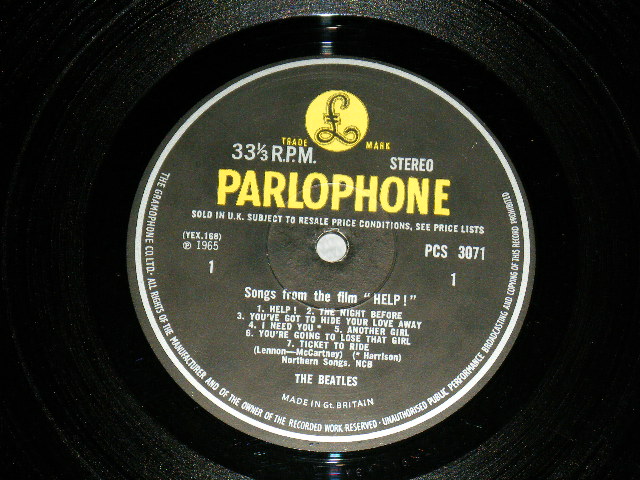 £
TRADE MARK
33⅓ R.P.M.
STEREO
PARLOPHONE
SOLD IN U.K. SUBJECT TO RESALE PRICE CONDITIONS, SEE PRICE LISTS
(YEX.168)
℗ 1965
1
PCS 3071
1
Songs from the film "HELP!"
1. HELP! 2. THE NIGHT BEFORE
3. YOU'VE GOT TO HIDE YOUR LOVE AWAY
4. I NEED YOU * 5. ANOTHER GIRL
6. YOU'RE GOING TO LOSE THAT GIRL
7. TICKET TO RIDE
(Lennon—McCartney) (* Harrison)
Northern Songs. NCB
THE BEATLES
MADE IN Gt. BRITAIN
THE GRAMOPHONE CO. LTD. · ALL RIGHTS OF THE MANUFACTURER AND OF THE OWNER OF THE RECORDED WORK RESERVED · UNAUTHORISED PUBLIC PERFORMANCE BROADCASTING AND COPYING OF THIS RECORD PROHIBITED